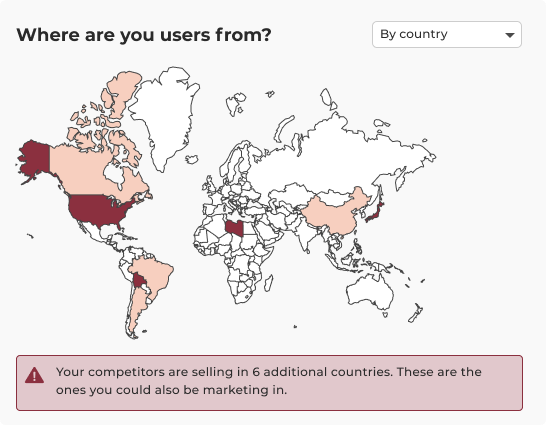 Where are you users from?
By country
Your competitors are selling in 6 additional countries. These are the
ones you could also be marketing in.